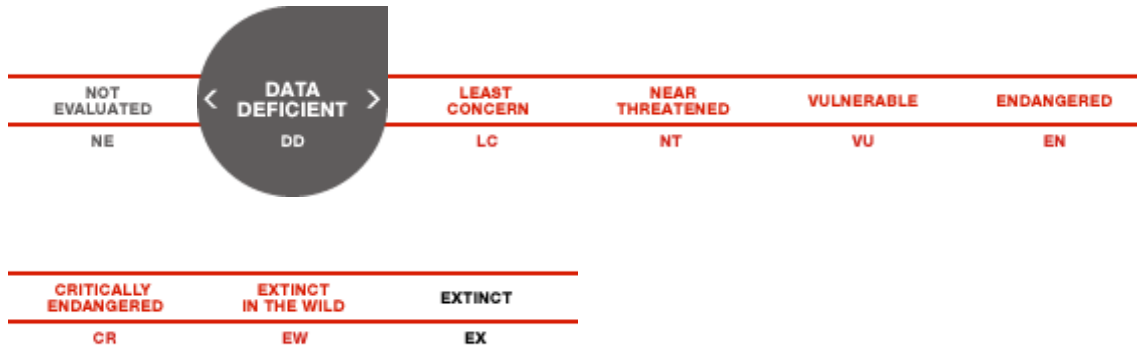 NOT EVALUATED
NE
< DATA DEFICIENT >
DD
LEAST CONCERN
LC
NEAR THREATENED
NT
VULNERABLE
VU
ENDANGERED
EN
CRITICALLY ENDANGERED
CR
EXTINCT IN THE WILD
EW
EXTINCT
EX